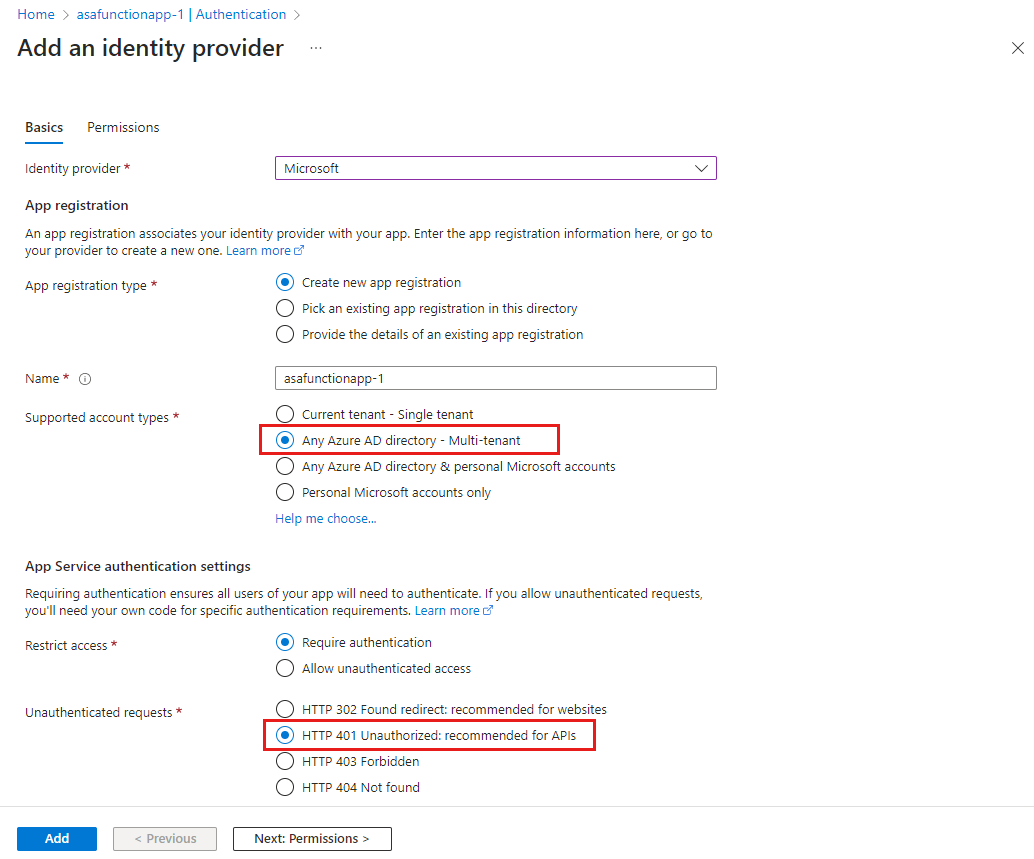 Home > asafunctionapp-1 | Authentication >
Add an identity provider ...
Basics Permissions
Identity provider * Microsoft
App registration
An app registration associates your identity provider with your app. Enter the app registration information here, or go to
your provider to create a new one. Learn more
App registration type * Create new app registration
Pick an existing app registration in this directory
Provide the details of an existing app registration
Name * asafunctionapp-1
Supported account types * Current tenant - Single tenant
Any Azure AD directory - Multi-tenant
Any Azure AD directory & personal Microsoft accounts
Personal Microsoft accounts only
Help me choose...
App Service authentication settings
Requiring authentication ensures all users of your app will need to authenticate. If you allow unauthenticated requests,
you'll need your own code for specific authentication requirements. Learn more
Restrict access * Require authentication
Allow unauthenticated access
Unauthenticated requests * HTTP 302 Found redirect: recommended for websites
HTTP 401 Unauthorized: recommended for APIs
HTTP 403 Forbidden
HTTP 404 Not found
Add < Previous Next: Permissions >